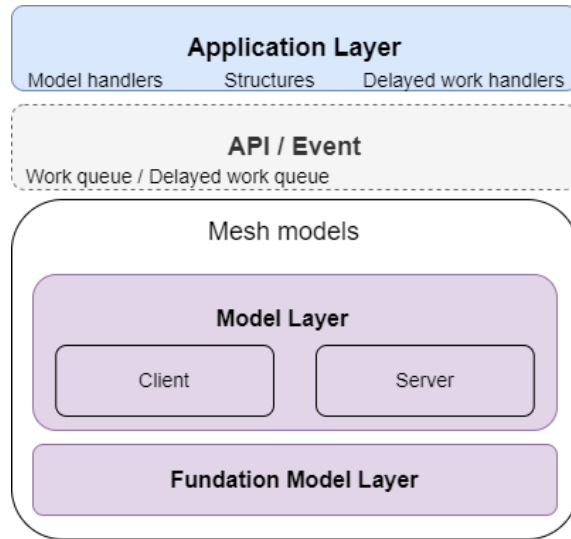 Application Layer
Model handlers Structures Delayed work handlers
API / Event
Work queue / Delayed work queue
Mesh models
Model Layer
Client Server
Fundation Model Layer